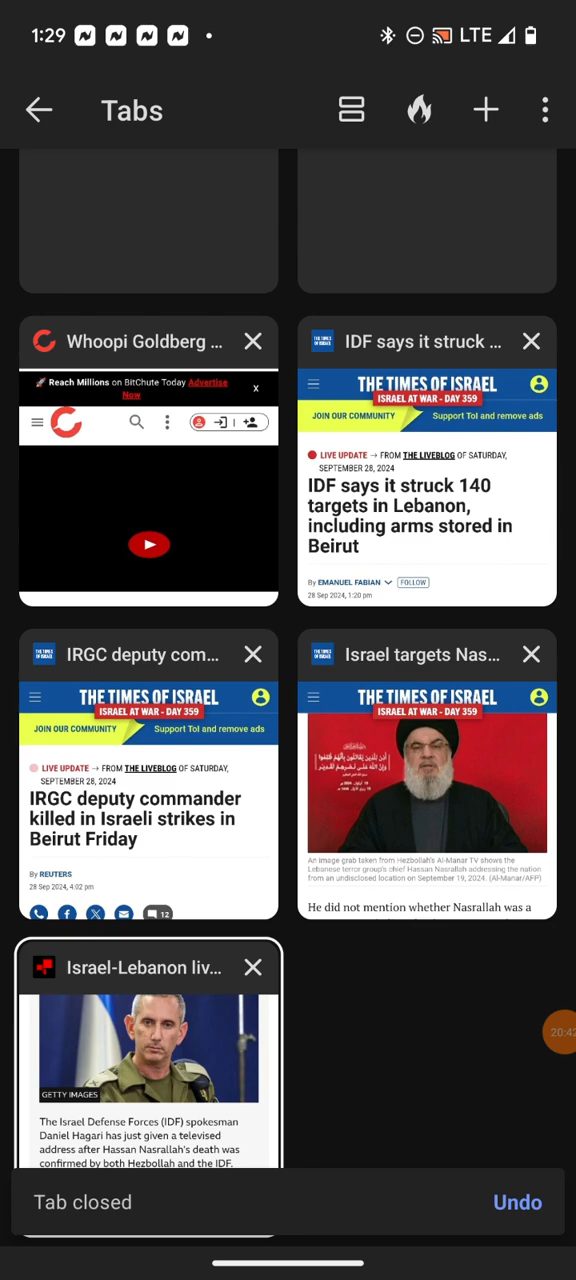 1:29
LTE
Tabs
Whoopi Goldberg ...
🚀 Reach Millions on BitChute Today Advertise
Now
x
IDF says it struck ...
THE TIMES OF ISRAEL
ISRAEL AT WAR - DAY 359
JOIN OUR COMMUNITY
Support ToI and remove ads
LIVE UPDATE → FROM THE LIVEBLOG OF SATURDAY,
SEPTEMBER 28, 2024
IDF says it struck 140
targets in Lebanon,
including arms stored in
Beirut
By EMANUEL FABIAN
FOLLOW
28 Sep 2024, 1:20 pm
IRGC deputy com...
THE TIMES OF ISRAEL
ISRAEL AT WAR - DAY 359
JOIN OUR COMMUNITY
Support ToI and remove ads
LIVE UPDATE → FROM THE LIVEBLOG OF SATURDAY,
SEPTEMBER 28, 2024
IRGC deputy commander
killed in Israeli strikes in
Beirut Friday
By REUTERS
28 Sep 2024, 4:02 pm
12
Israel targets Nas...
THE TIMES OF ISRAEL
ISRAEL AT WAR - DAY 359
An image grab taken from Hezbollah's Al-Manar TV shows the
Lebanese terror group's chief Hassan Nasrallah addressing the nation
from an undisclosed location on September 19, 2024. (Al-Manar/AFP)
He did not mention whether Nasrallah was a
Israel-Lebanon liv...
GETTY IMAGES
The Israel Defense Forces (IDF) spokesman
Daniel Hagari has just given a televised
address after Hassan Nasrallah's death was
confirmed by both Hezbollah and the IDF.
20:42
Tab closed
Undo